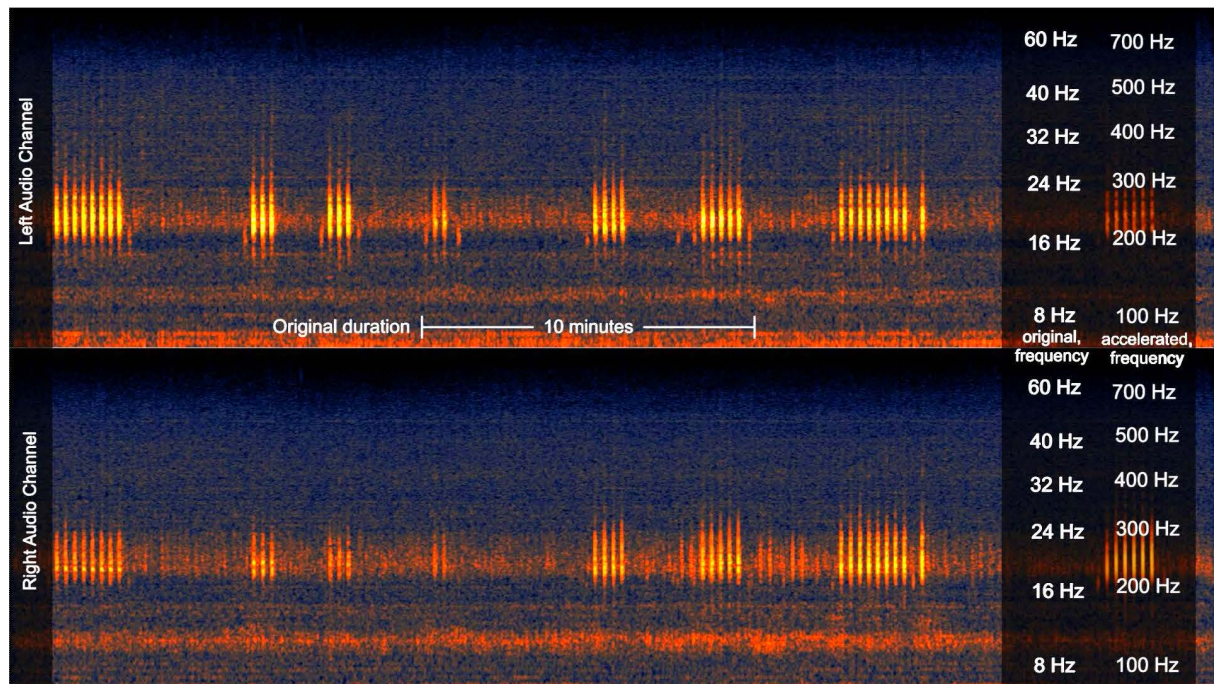 Left Audio Channel
60 Hz 700 Hz
40 Hz 500 Hz
32 Hz 400 Hz
24 Hz 300 Hz
16 Hz 200 Hz
Original duration 10 minutes
8 Hz 100 Hz
original, accelerated,
frequency frequency
Right Audio Channel
60 Hz 700 Hz
40 Hz 500 Hz
32 Hz 400 Hz
24 Hz 300 Hz
16 Hz 200 Hz
8 Hz 100 Hz